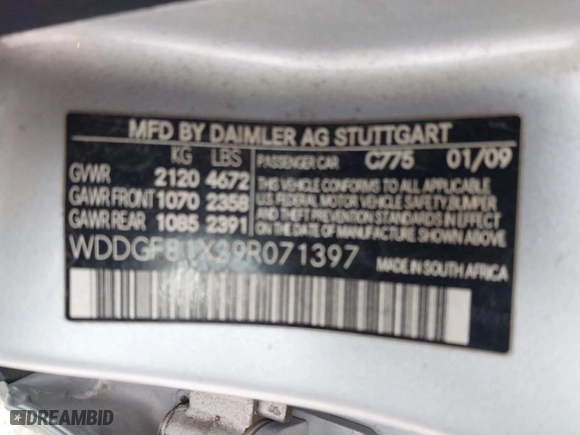 MFD BY DAIMLER AG STUTTGART
KG LBS PASSENGER CAR C775 01/09
GVWR 2120 4672 THIS VEHICLE CONFORMS TO ALL APPLICABLE
GAWR FRONT 1070 2358 U.S. FEDERAL MOTOR VEHICLE SAFETY, BUMPER
GAWR REAR 1085 2391 AND THEFT PREVENTION STANDARDS IN EFFECT
ON THE DATE OF MANUFACTURE SHOWN ABOVE
WDDGF81X39R071397 MADE IN SOUTH AFRICA
DREAMBID